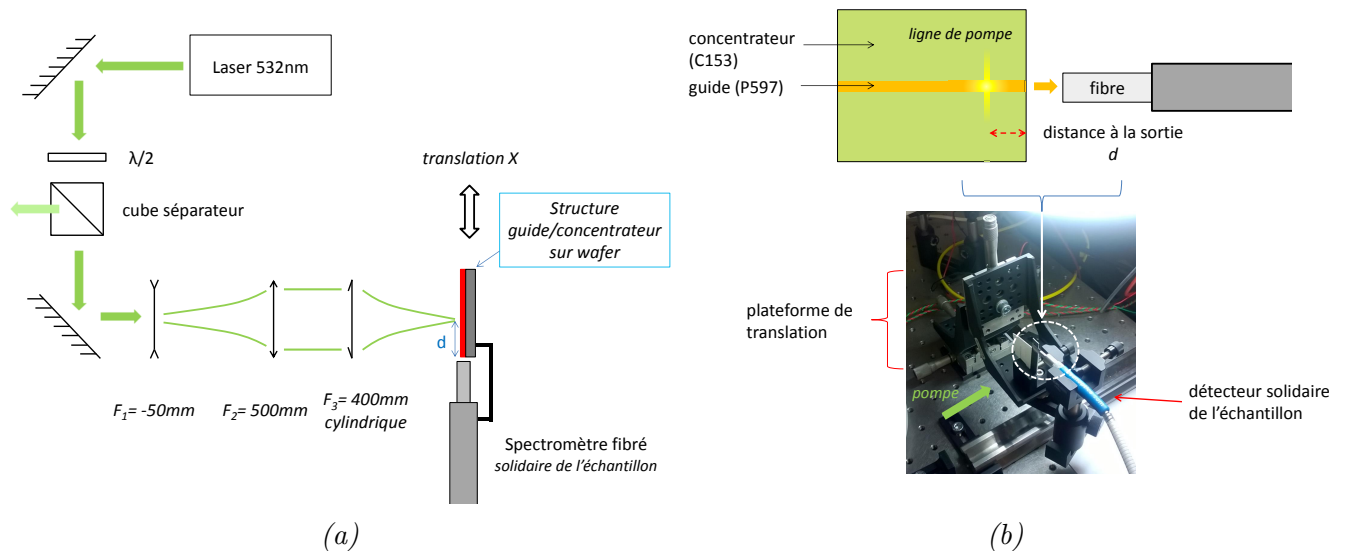 Laser 532nm
λ/2
cube séparateur
translation X
Structure
guide/concentrateur
sur wafer
d
F₁= -50mm
F₂= 500mm
F₃= 400mm
cylindrique
Spectromètre fibré
solidaire de l'échantillon
(a)
concentrateur
(C153)
guide (P597)
ligne de pompe
fibre
distance à la sortie
d
plateforme de
translation
pompe
détecteur solidaire
de l'échantillon
(b)